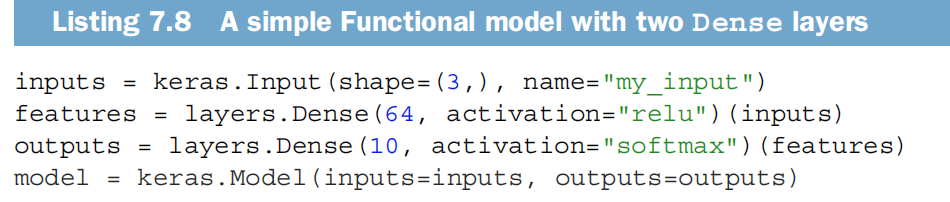 Listing 7.8 A simple Functional model with two Dense layers
inputs = keras.Input(shape=(3,), name="my_input")
features = layers.Dense(64, activation="relu")(inputs)
outputs = layers.Dense(10, activation="softmax")(features)
model = keras.Model(inputs=inputs, outputs=outputs)